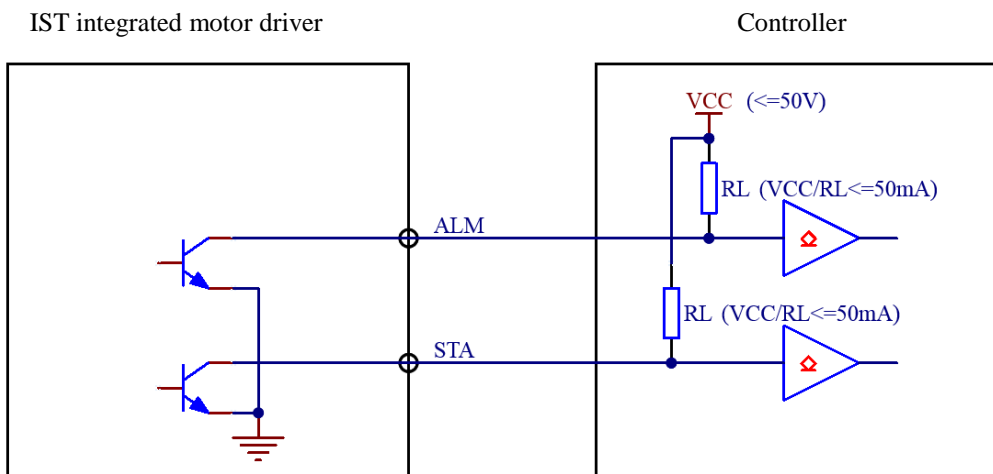 IST integrated motor driver
Controller
VCC (<=50V)
RL (VCC/RL<=50mA)
ALM
RL (VCC/RL<=50mA)
STA